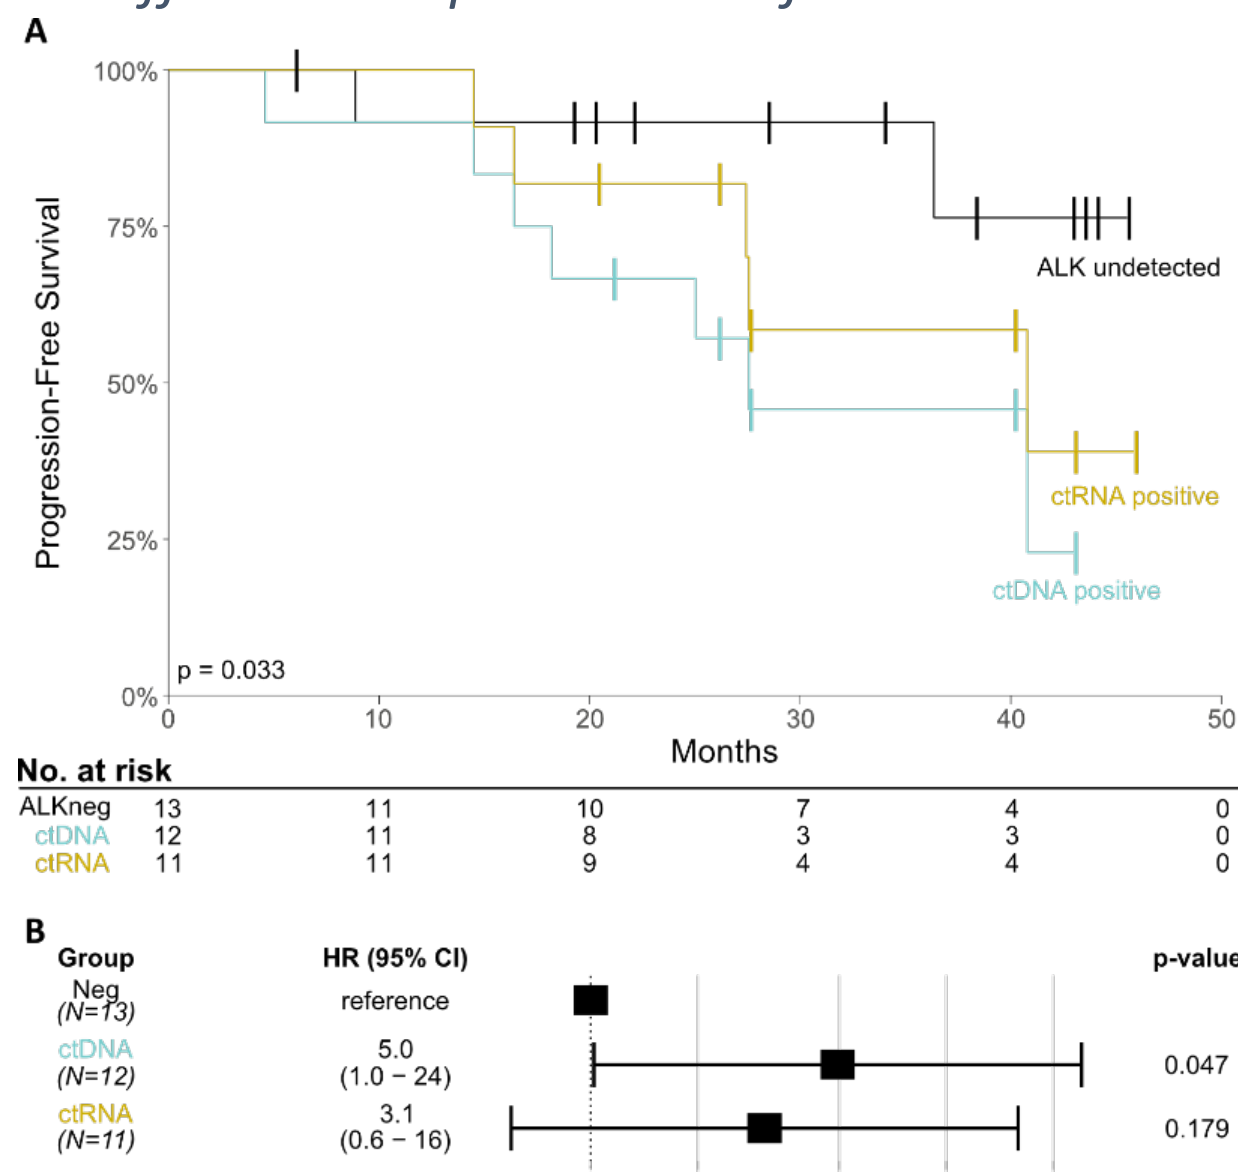 A
100%
75%
50%
25%
0%
Progression-Free Survival
ALK undetected
ctRNA positive
ctDNA positive
p = 0.033
0 10 20 30 40 50
Months
No. at risk
ALKneg 13 11 10 7 4 0
ctDNA 12 11 8 3 3 0
ctRNA 11 11 9 4 4 0
B
Group HR (95% CI) p-value
Neg
(N=13) reference
ctDNA 5.0
(N=12) (1.0 – 24) 0.047
ctRNA 3.1
(N=11) (0.6 – 16) 0.179